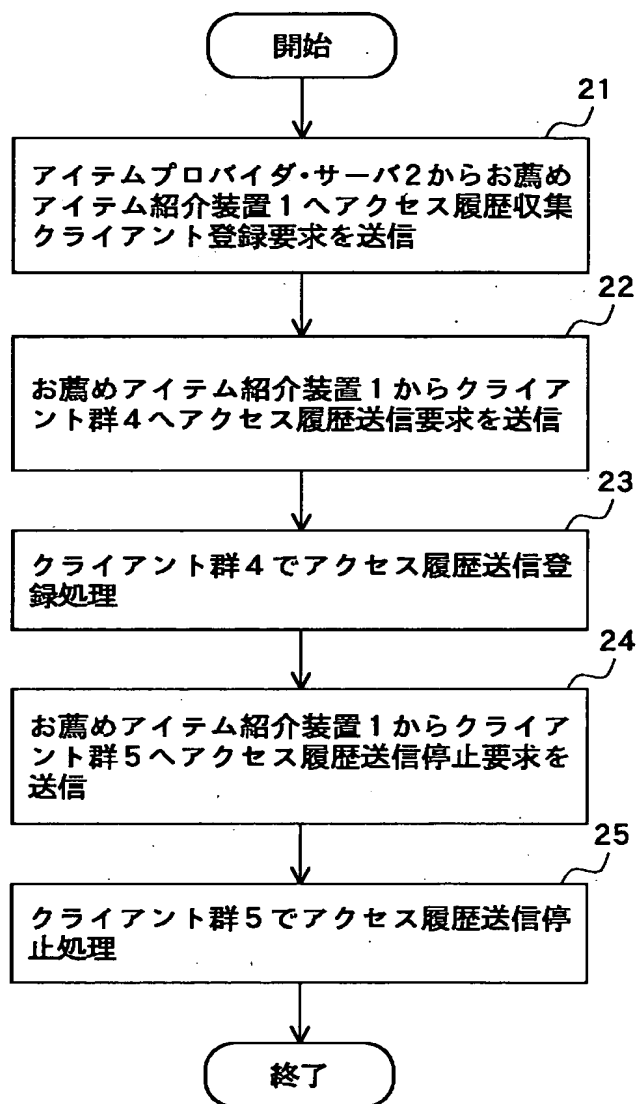 開始
21
アイテムプロバイダ・サーバ2からお薦め
アイテム紹介装置1へアクセス履歴収集
クライアント登録要求を送信
22
お薦めアイテム紹介装置1からクライア
ント群4へアクセス履歴送信要求を送信
23
クライアント群4でアクセス履歴送信登
録処理
24
お薦めアイテム紹介装置1からクライア
ント群5へアクセス履歴送信停止要求を
送信
25
クライアント群5でアクセス履歴送信停
止処理
終了